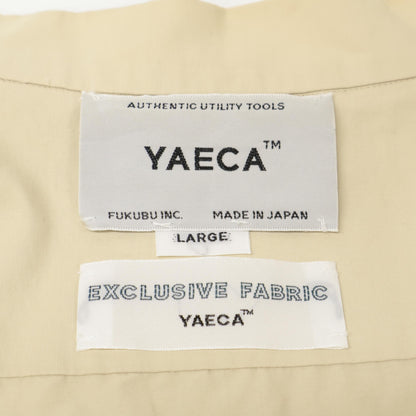 AUTHENTIC UTILITY TOOLS
YAECA™
FUKUBU INC. MADE IN JAPAN
LARGE
EXCLUSIVE FABRIC
YAECA™